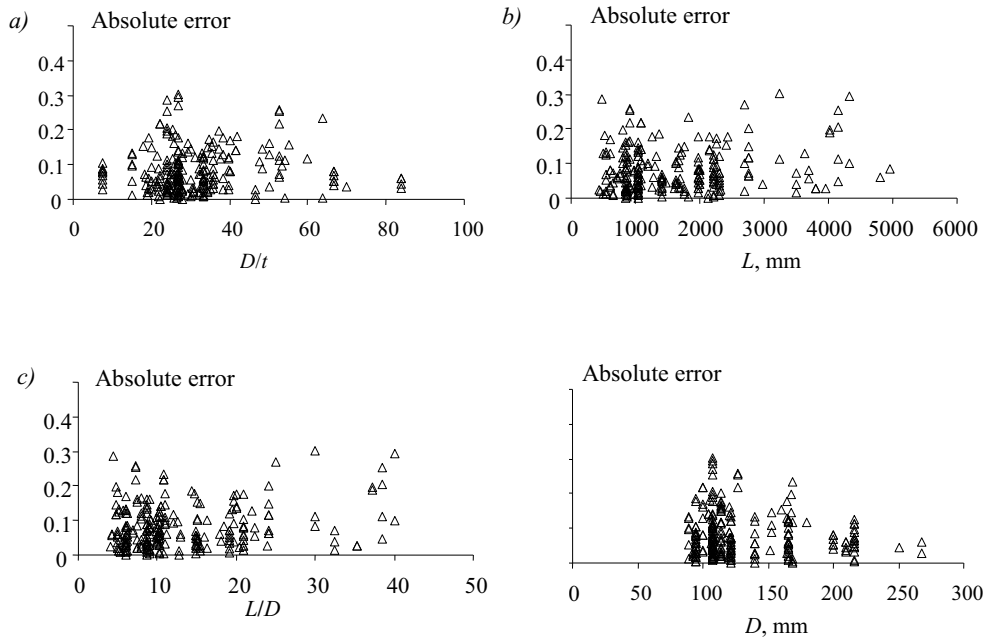 a) Absolute error
0.4
0.3
0.2
0.1
0
0 20 40 60 80 100
D/t
b) Absolute error
0.4
0.3
0.2
0.1
0
0 1000 2000 3000 4000 5000 6000
L, mm
c) Absolute error
0.4
0.3
0.2
0.1
0
0 10 20 30 40 50
L/D
Absolute error
0 50 100 150 200 250 300
D, mm